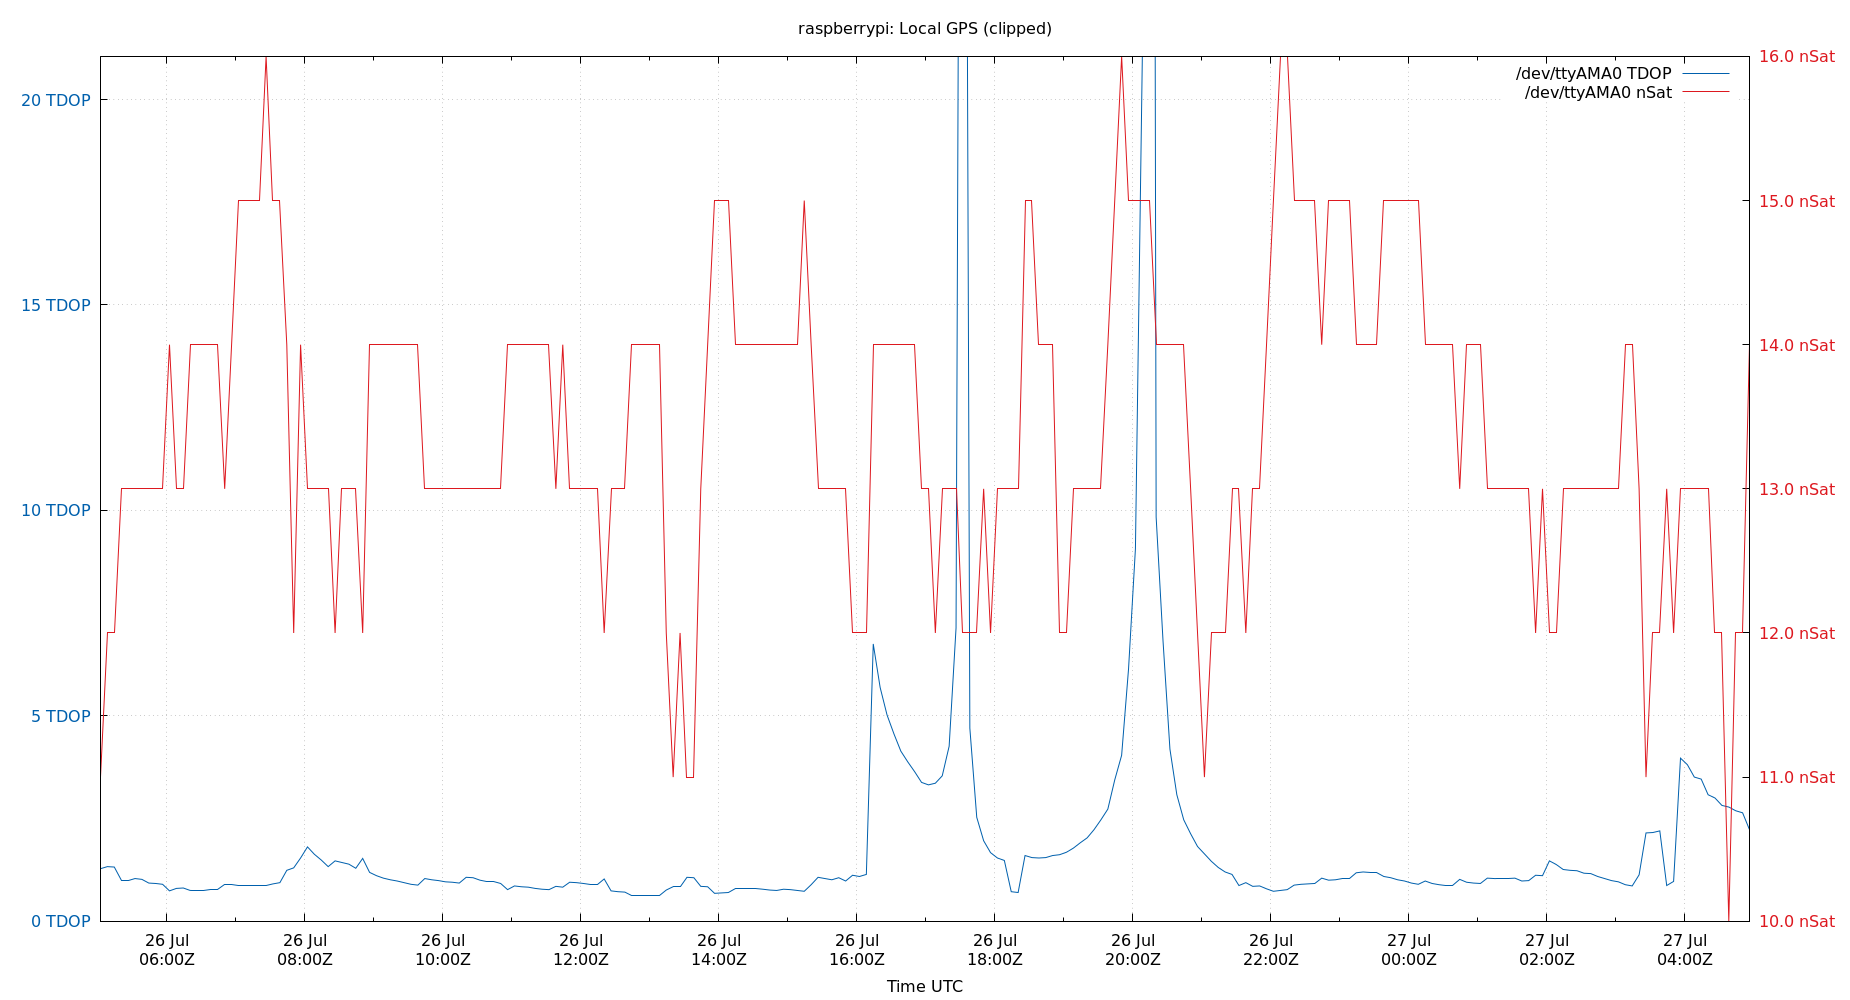 raspberrypi: Local GPS (clipped)
/dev/ttyAMA0 TDOP
/dev/ttyAMA0 nSat
20 TDOP
15 TDOP
10 TDOP
5 TDOP
0 TDOP
16.0 nSat
15.0 nSat
14.0 nSat
13.0 nSat
12.0 nSat
11.0 nSat
10.0 nSat
26 Jul
06:00Z
26 Jul
08:00Z
26 Jul
10:00Z
26 Jul
12:00Z
26 Jul
14:00Z
26 Jul
16:00Z
26 Jul
18:00Z
26 Jul
20:00Z
26 Jul
22:00Z
27 Jul
00:00Z
27 Jul
02:00Z
27 Jul
04:00Z
Time UTC